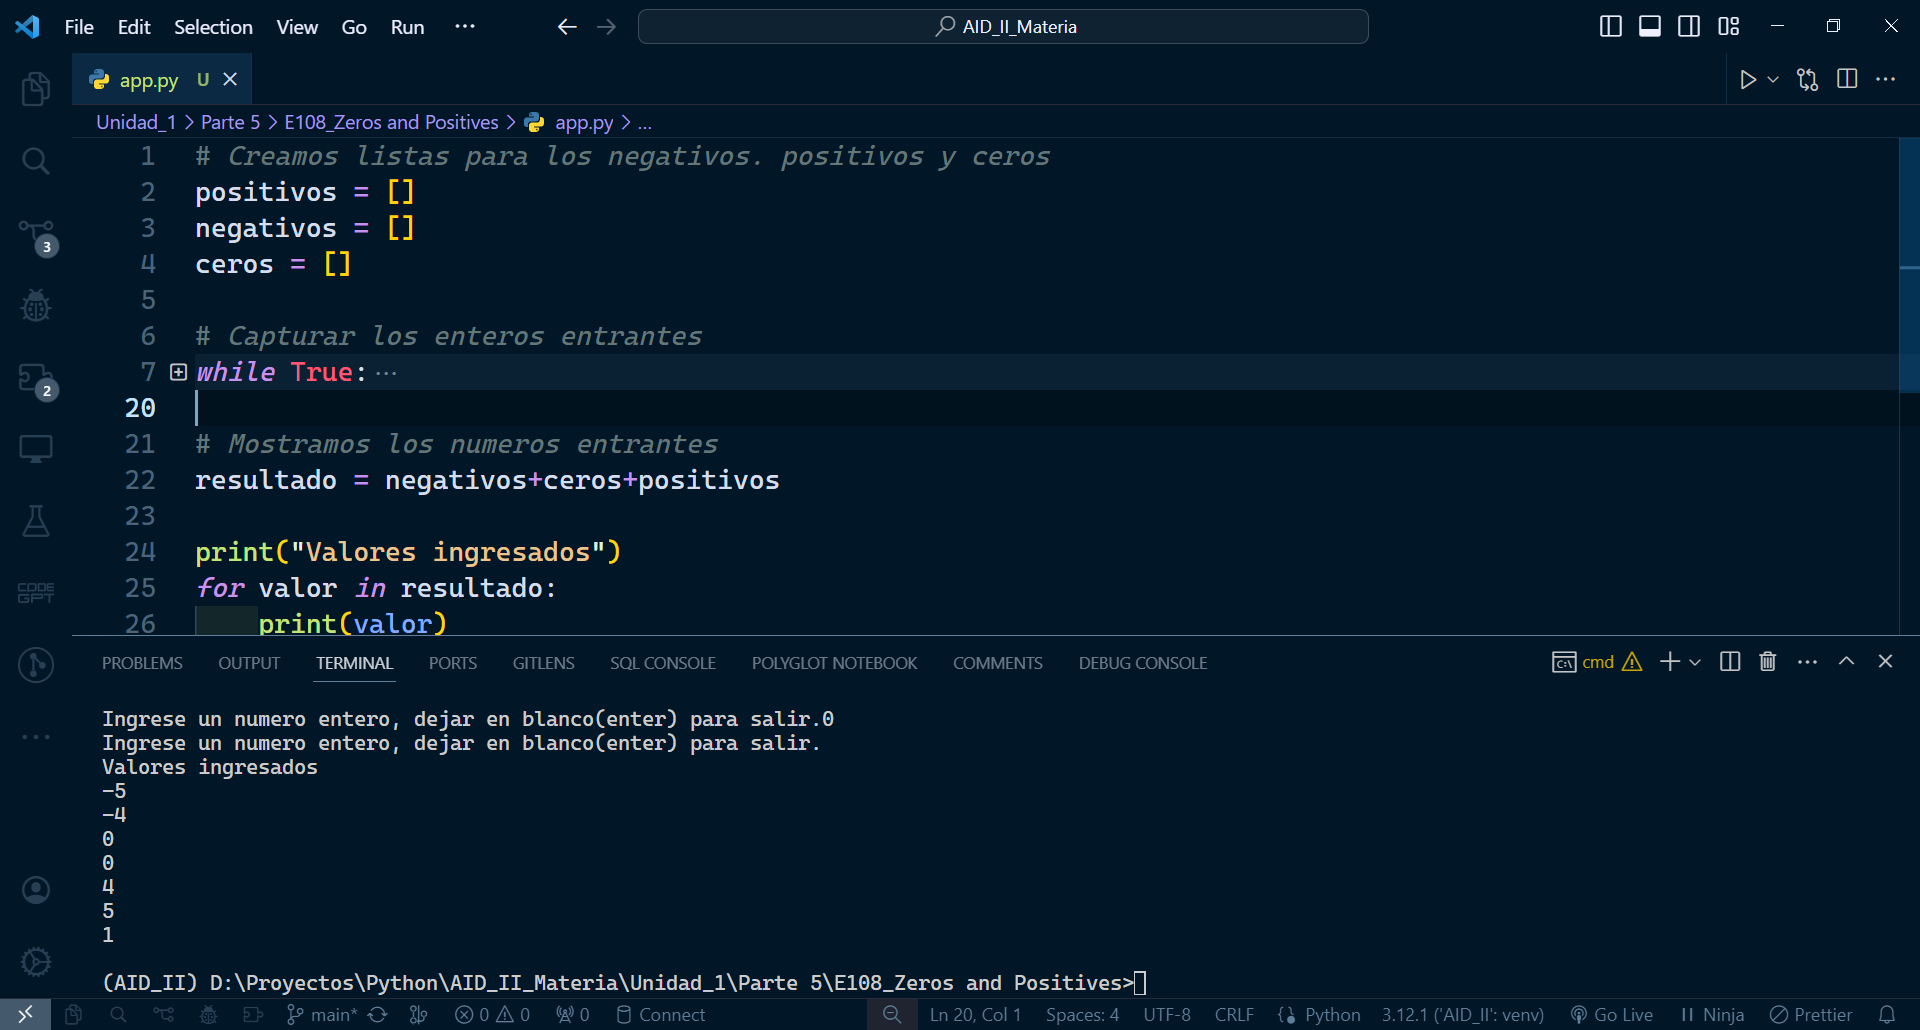 File Edit Selection View Go Run ··· AID_II_Materia
app.py U
Unidad_1 > Parte 5 > E108_Zeros and Positives > app.py > ...
1 # Creamos listas para los negativos. positivos y ceros
2 positivos = []
3 negativos = []
4 ceros = []
5
6 # Capturar los enteros entrantes
7 while True:···
20
21 # Mostramos los numeros entrantes
22 resultado = negativos+ceros+positivos
23
24 print("Valores ingresados")
25 for valor in resultado:
26     print(valor)
3
2
CODE GPT
PROBLEMS OUTPUT TERMINAL PORTS GITLENS SQL CONSOLE POLYGLOT NOTEBOOK COMMENTS DEBUG CONSOLE cmd
Ingrese un numero entero, dejar en blanco(enter) para salir.0
Ingrese un numero entero, dejar en blanco(enter) para salir.
Valores ingresados
-5
-4
0
0
4
5
1
(AID_II) D:\Proyectos\Python\AID_II_Materia\Unidad_1\Parte 5\E108_Zeros and Positives>
main* 0 0 0 Connect Ln 20, Col 1 Spaces: 4 UTF-8 CRLF Python 3.12.1 ('AID_II': venv) Go Live Ninja Prettier